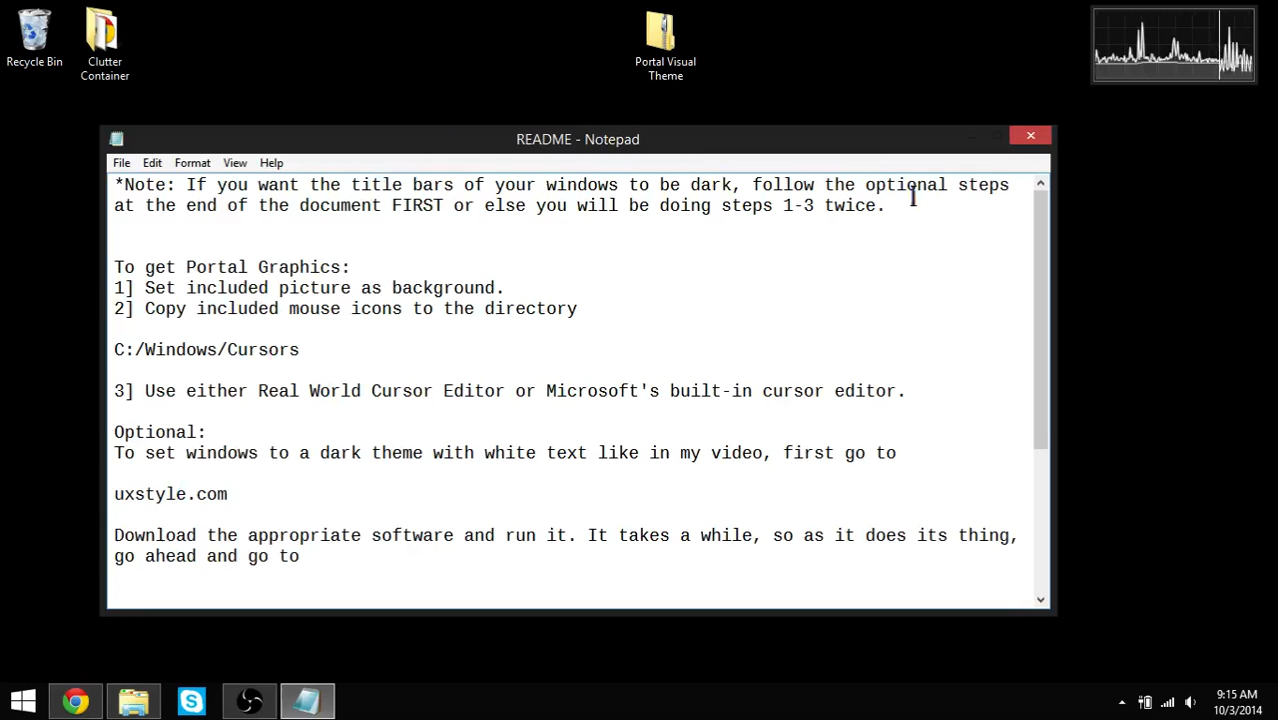 Recycle Bin
Clutter
Container
Portal Visual
Theme
README - Notepad
File Edit Format View Help
*Note: If you want the title bars of your windows to be dark, follow the optional steps
at the end of the document FIRST or else you will be doing steps 1-3 twice.
To get Portal Graphics:
1] Set included picture as background.
2] Copy included mouse icons to the directory
C:/Windows/Cursors
3] Use either Real World Cursor Editor or Microsoft's built-in cursor editor.
Optional:
To set windows to a dark theme with white text like in my video, first go to
uxstyle.com
Download the appropriate software and run it. It takes a while, so as it does its thing,
go ahead and go to
9:15 AM
10/3/2014